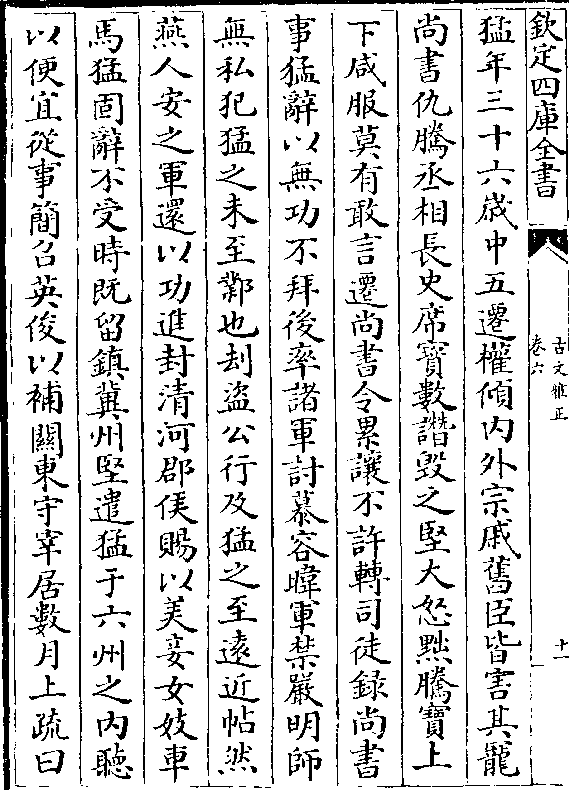 欽定四庫全書
古文雅正
卷六
十一
猛年三十六歲中五遷權傾内外宗戚舊臣皆害其寵
尚書仇騰丞相長史席寶數譖毁之堅大怒黜騰寶上
下咸服莫有敢言遷尚書令累讓不許轉司徒録尚書
事猛辭以無功不拜後率諸軍討慕容暐軍禁嚴明師
無私犯猛之未至鄴也刦盜公行及猛之至遠近帖然
燕人安之軍還以功進封清河郡侯賜以美妾女妓車
馬猛固辭不受時既留鎮冀州堅遣猛于六州之内聽
以便宜從事簡召英俊以補關東守宰居數月上疏曰